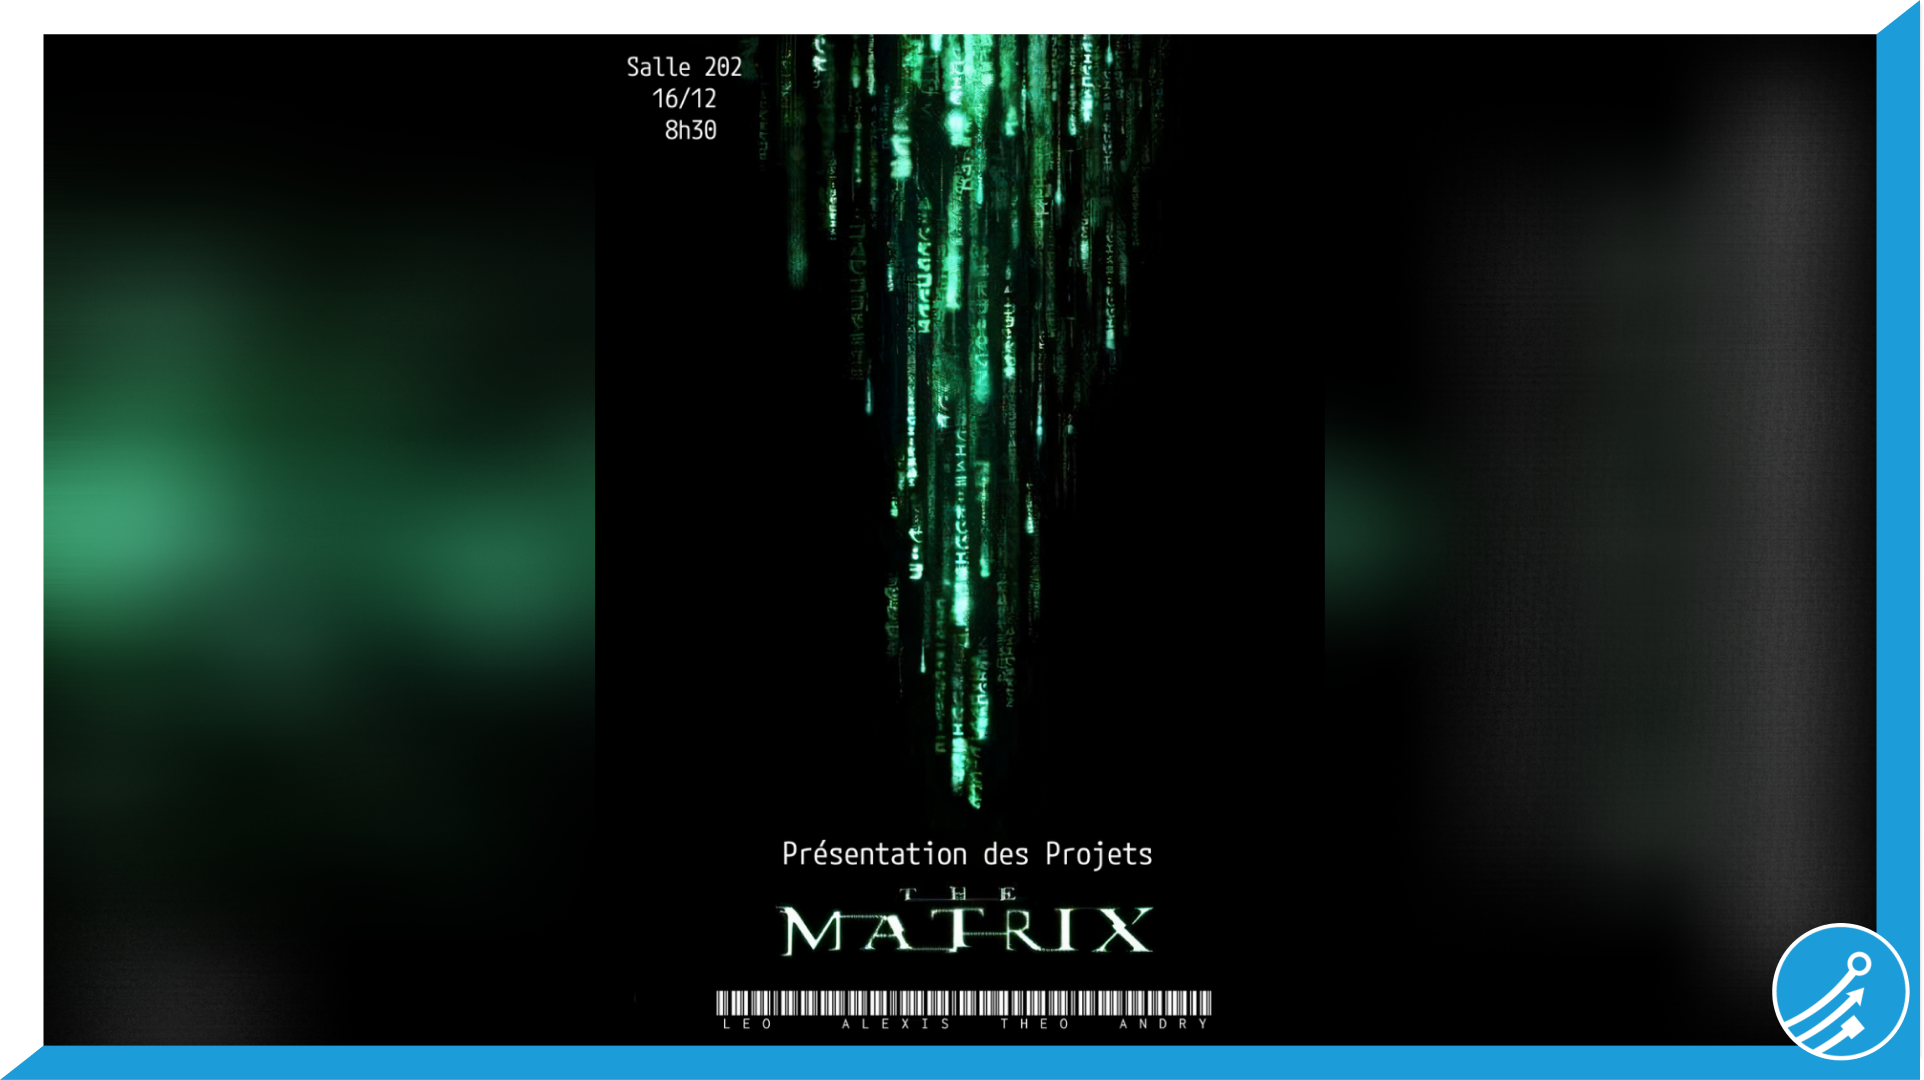 Salle 202
16/12
8h30
Présentation des Projets
THE
MATRIX
LEO ALEXIS THEO ANDRY